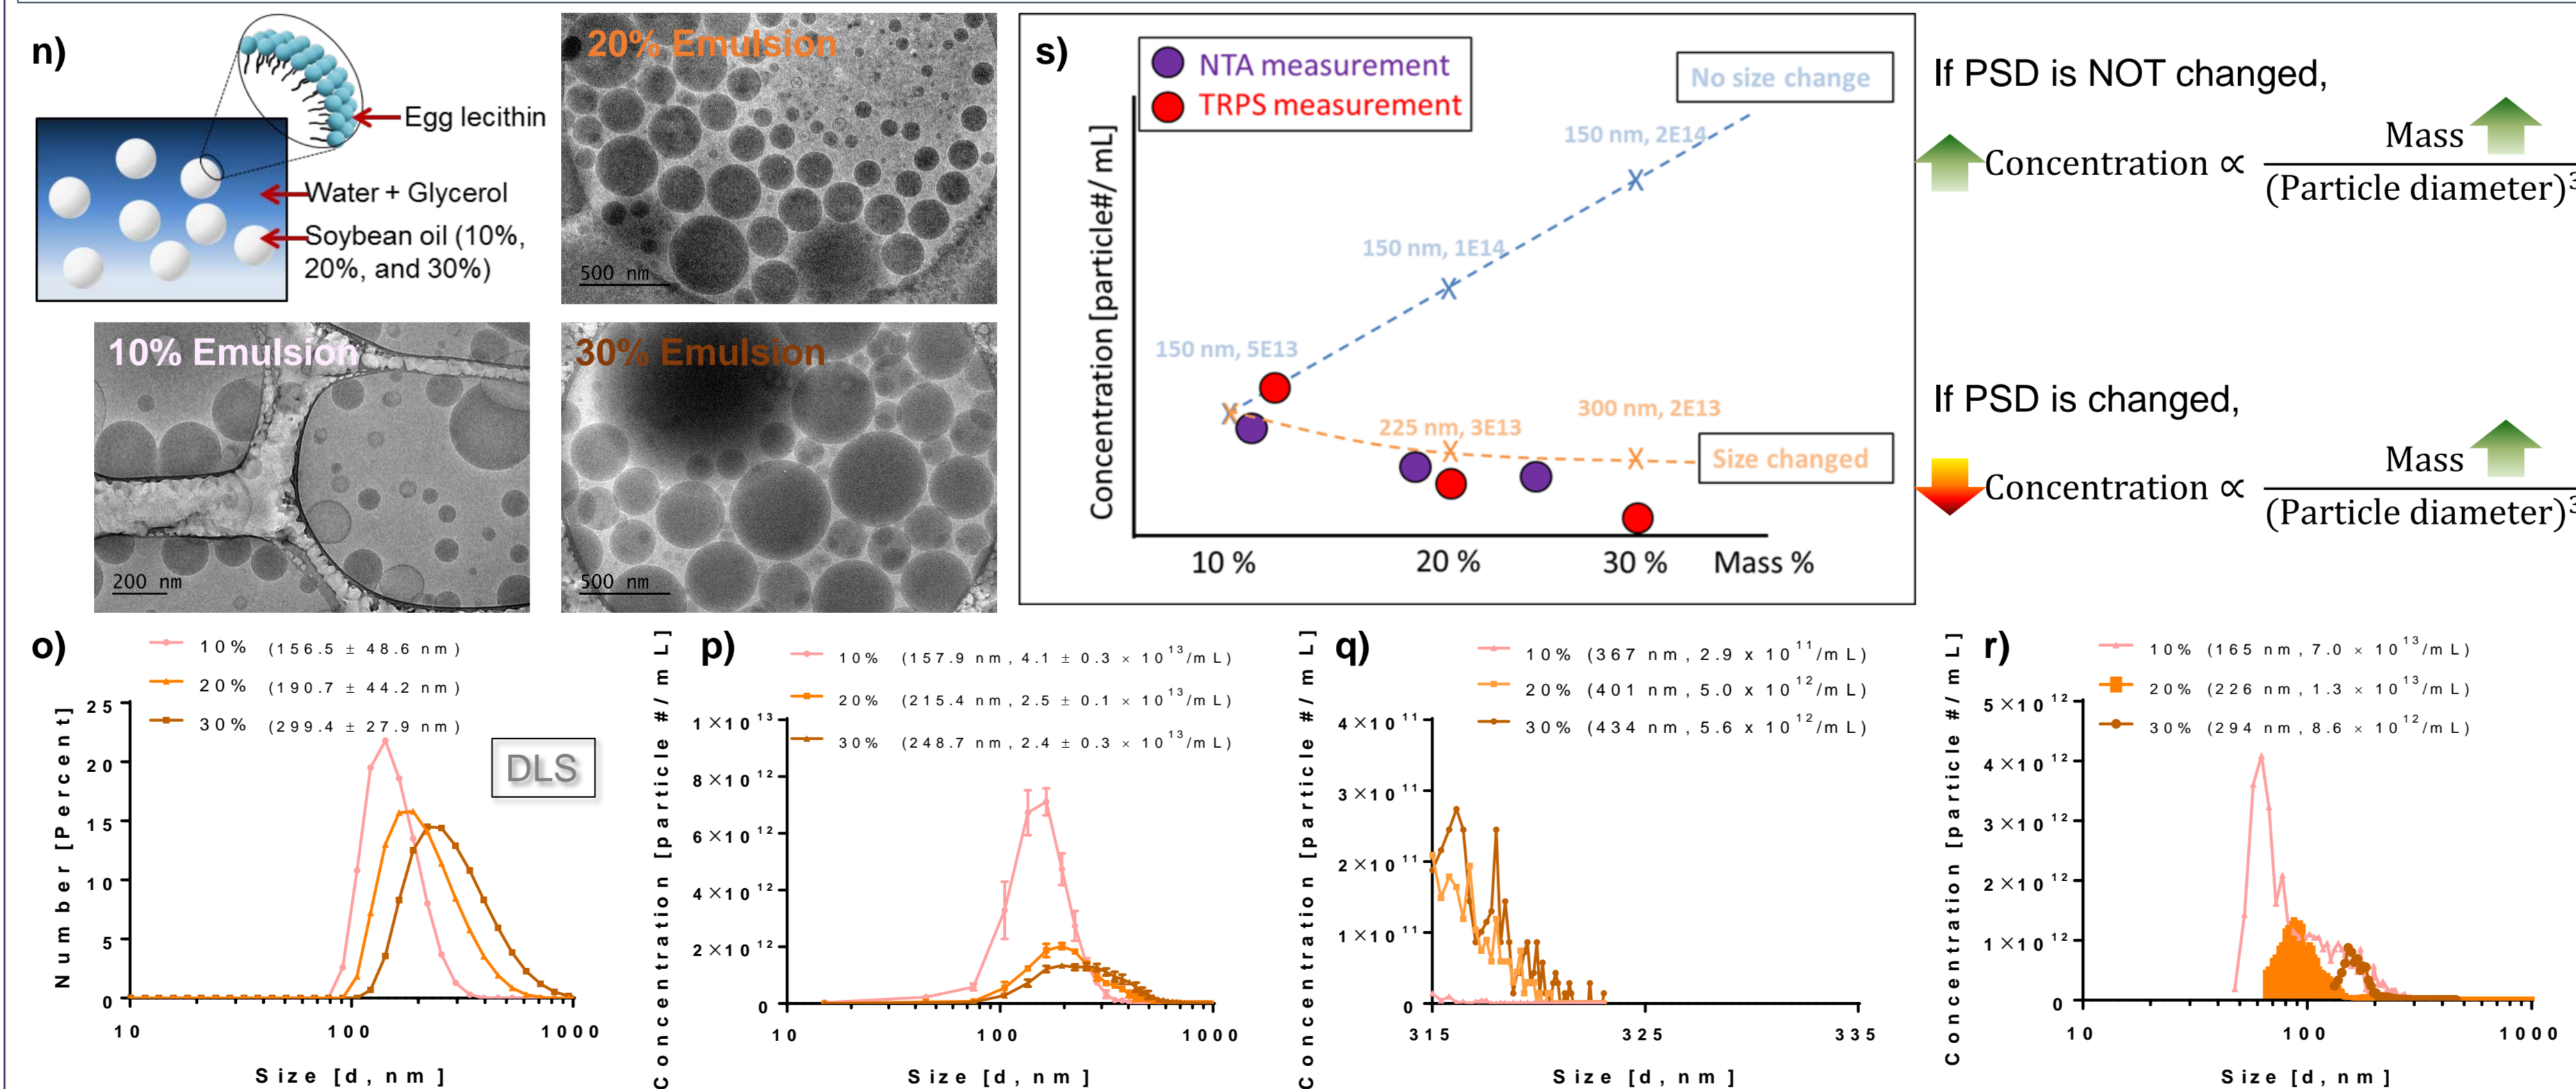 n)
Egg lecithin
Water + Glycerol
Soybean oil (10%,
20%, and 30%)
20% Emulsion
500 nm
10% Emulsion
200 nm
30% Emulsion
500 nm
s)
NTA measurement
TRPS measurement
No size change
150 nm, 2E14
150 nm, 1E14
150 nm, 5E13
225 nm, 3E13
300 nm, 2E13
Size changed
Concentration [particle#/ mL]
10 %
20 %
30 %
Mass %
If PSD is NOT changed,
Concentration ∝ Mass / (Particle diameter)³
If PSD is changed,
Concentration ∝ Mass / (Particle diameter)³
o)
10% (156.5 ± 48.6 nm)
20% (190.7 ± 44.2 nm)
30% (299.4 ± 27.9 nm)
DLS
Number [Percent]
25
20
15
10
5
0
10
100
1000
Size [d, nm]
p)
10% (157.9 nm, 4.1 ± 0.3 × 10¹³/mL)
20% (215.4 nm, 2.5 ± 0.1 × 10¹³/mL)
30% (248.7 nm, 2.4 ± 0.3 × 10¹³/mL)
Concentration [particle #/mL]
1×10¹³
8×10¹²
6×10¹²
4×10¹²
2×10¹²
0
10
100
1000
Size [d, nm]
q)
10% (367 nm, 2.9 x 10¹¹/mL)
20% (401 nm, 5.0 x 10¹²/mL)
30% (434 nm, 5.6 x 10¹²/mL)
Concentration [particle #/mL]
4×10¹¹
3×10¹¹
2×10¹¹
1×10¹¹
0
315
325
335
Size [d, nm]
r)
10% (165 nm, 7.0 × 10¹³/mL)
20% (226 nm, 1.3 × 10¹³/mL)
30% (294 nm, 8.6 × 10¹²/mL)
Concentration [particle #/mL]
5×10¹²
4×10¹²
3×10¹²
2×10¹²
1×10¹²
0
10
100
1000
Size [d, nm]